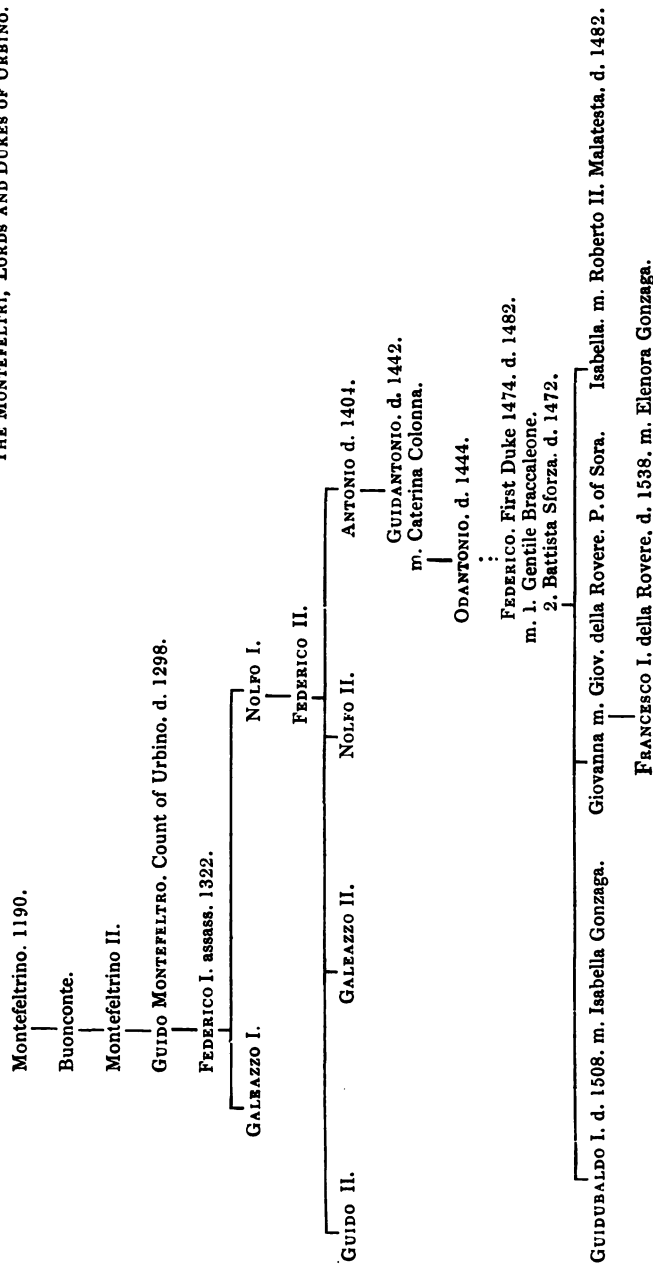 THE MONTEFELTRI, LORDS AND DUKES OF URBINO.
Montefeltrino. 1190.
Buonconte.
Montefeltrino II.
GUIDO MONTEFELTRO. Count of Urbino. d. 1298.
FEDERICO I. assass. 1322.
GALEAZZO I. NOLFO I.
FEDERICO II.
GUIDO II. GALEAZZO II. NOLFO II. ANTONIO d. 1404.
GUIDANTONIO. d. 1442.
m. Caterina Colonna.
ODANTONIO. d. 1444.
FEDERICO. First Duke 1474. d. 1482.
m. 1. Gentile Braccaleone.
2. Battista Sforza. d. 1472.
GUIDUBALDO I. d. 1508. m. Isabella Gonzaga. Giovanna m. Giov. della Rovere. P. of Sora. Isabella. m. Roberto II. Malatesta. d. 1482.
FRANCESCO I. della Rovere. d. 1538. m. Elenora Gonzaga.